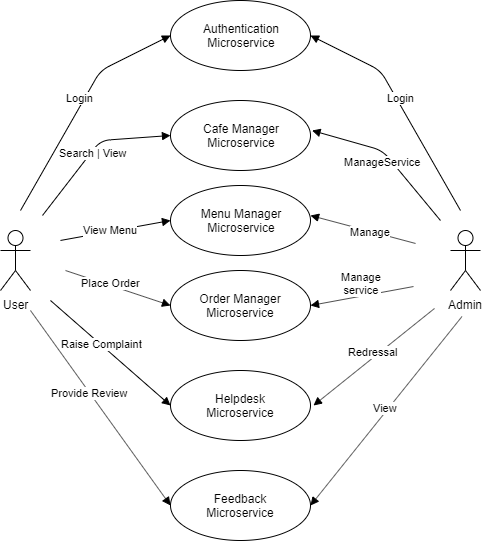 Authentication
Microservice
Login
Login
Cafe Manager
Microservice
Search | View
ManageService
Menu Manager
Microservice
View Menu
Manage
Place Order
Manage
service
Order Manager
Microservice
User
Admin
Raise Complaint
Redressal
Helpdesk
Microservice
Provide Review
View
Feedback
Microservice